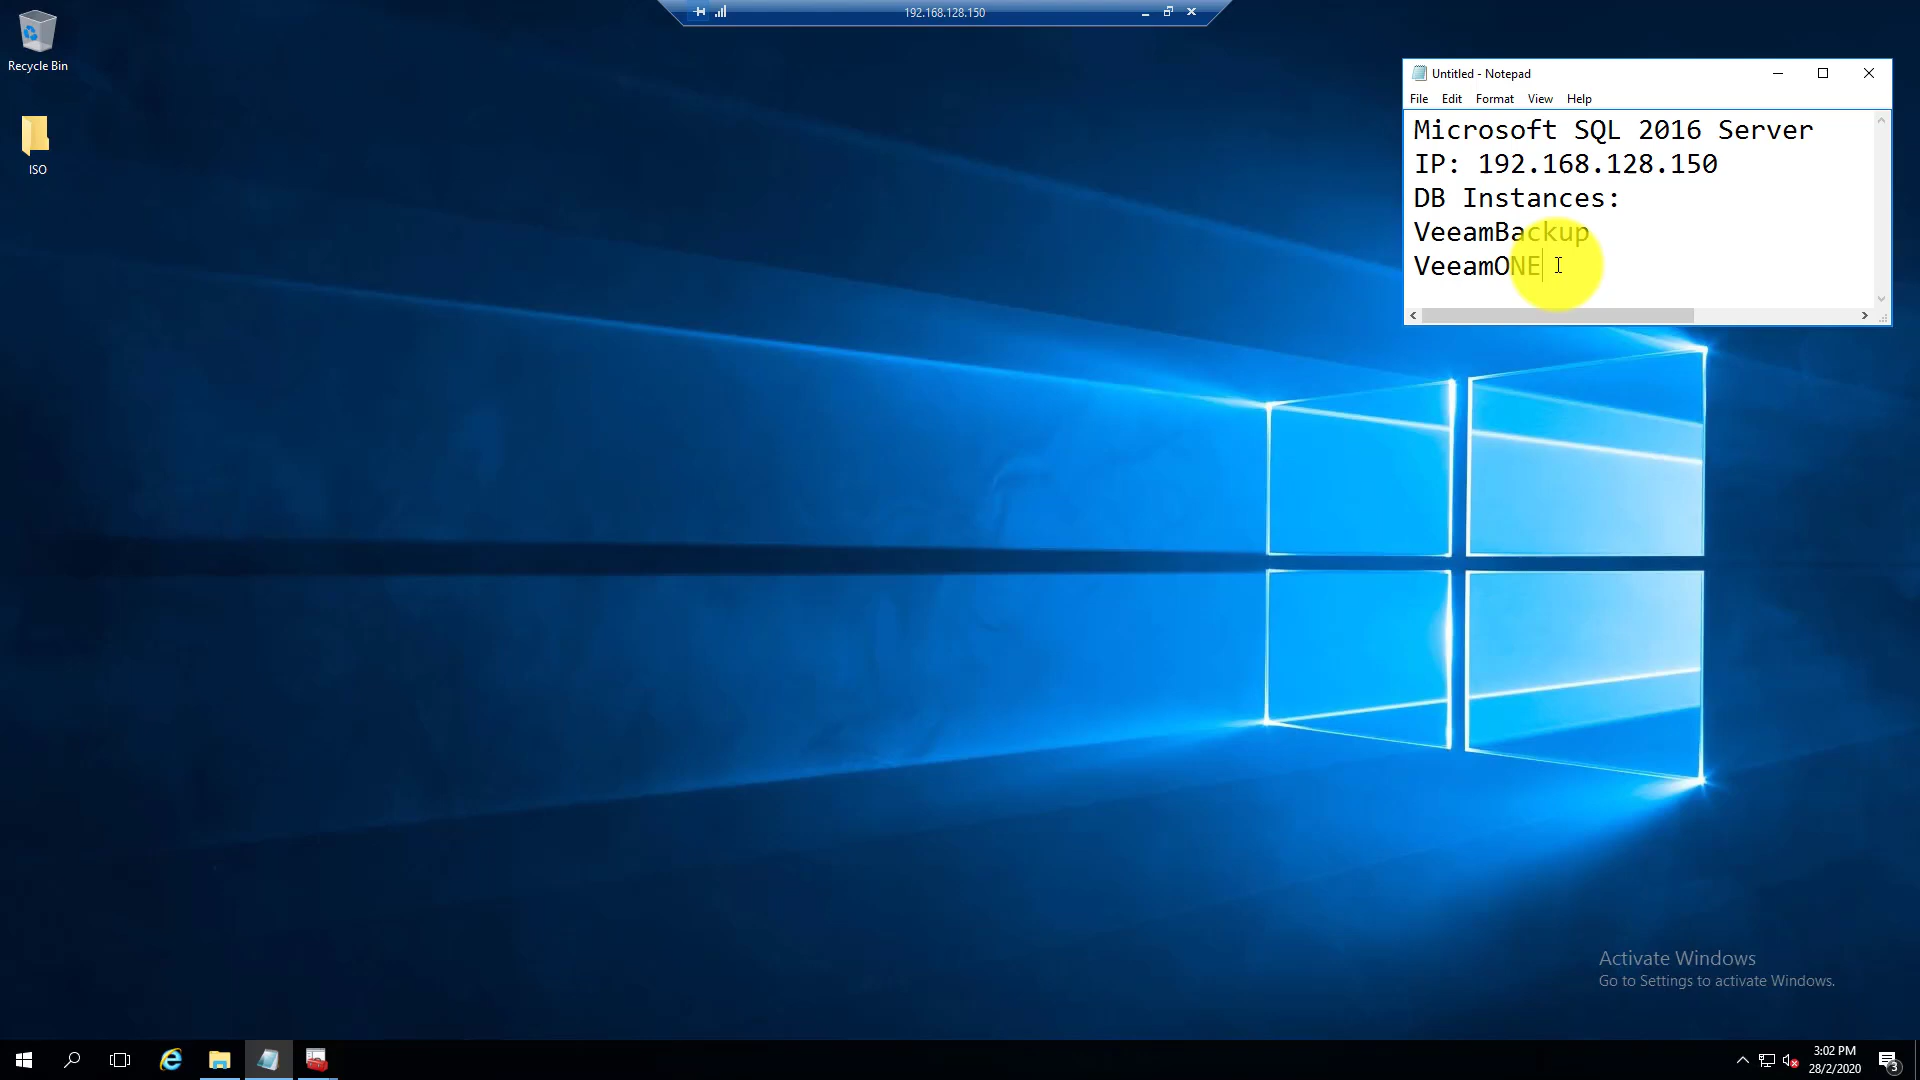 192.168.128.150
Recycle Bin
ISO
Untitled - Notepad
File Edit Format View Help
Microsoft SQL 2016 Server
IP: 192.168.128.150
DB Instances:
VeeamBackup
VeeamONE
Activate Windows
Go to Settings to activate Windows.
3:02 PM
28/2/2020
3